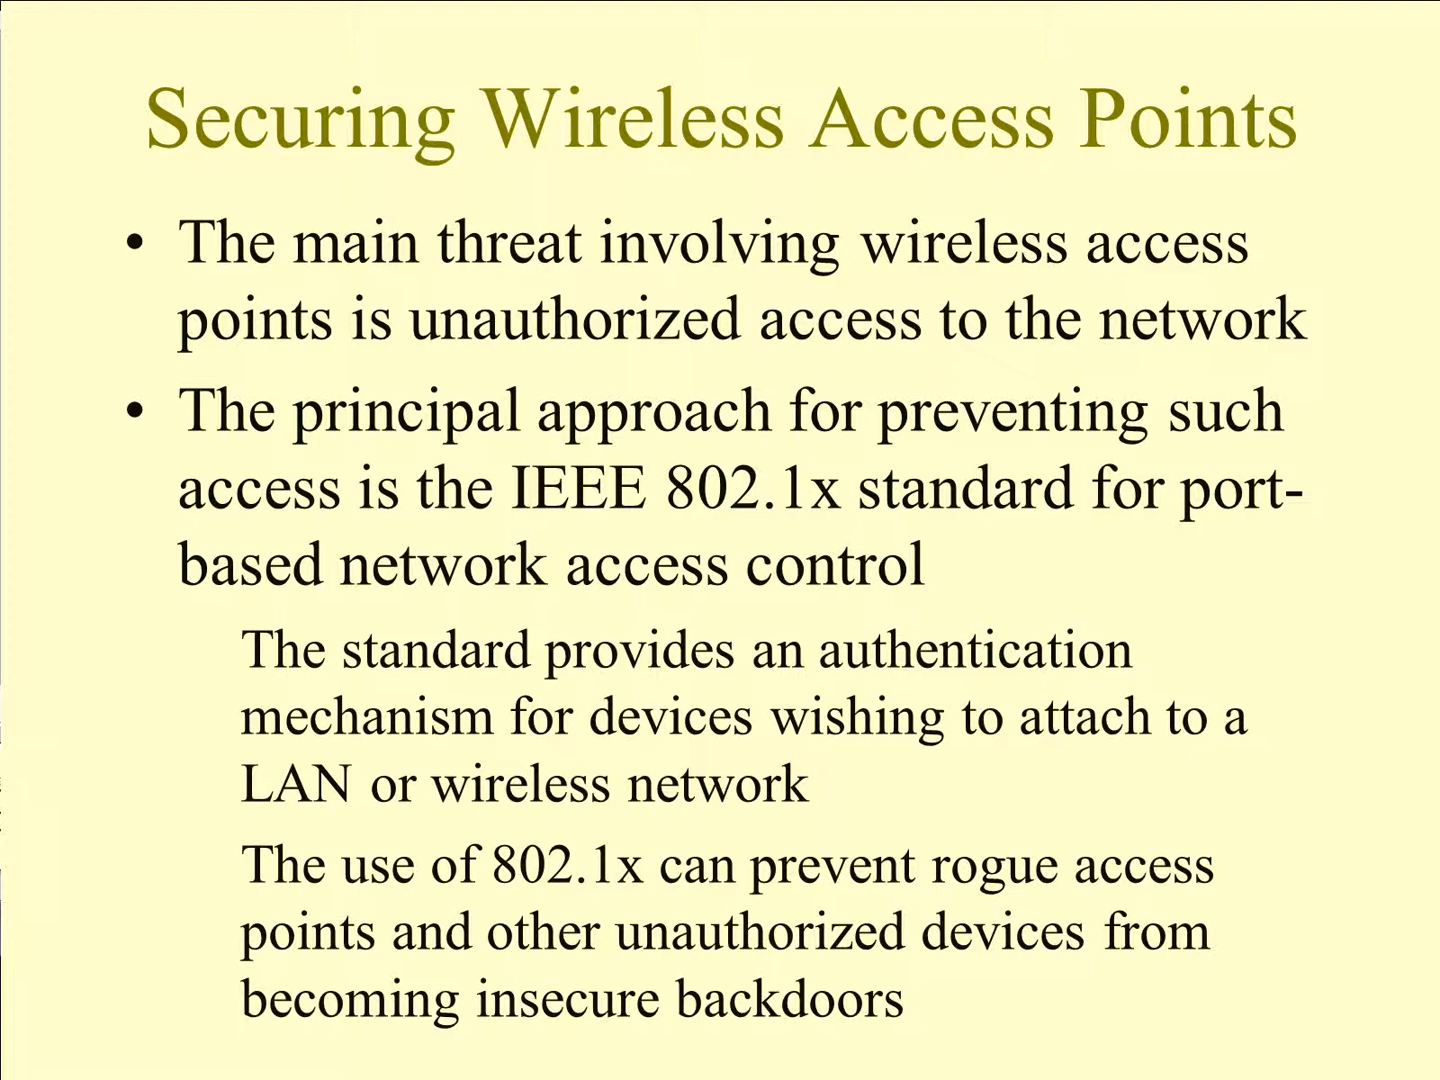 Securing Wireless Access Points
• The main threat involving wireless access
points is unauthorized access to the network
• The principal approach for preventing such
access is the IEEE 802.1x standard for port-
based network access control
The standard provides an authentication
mechanism for devices wishing to attach to a
LAN or wireless network
The use of 802.1x can prevent rogue access
points and other unauthorized devices from
becoming insecure backdoors